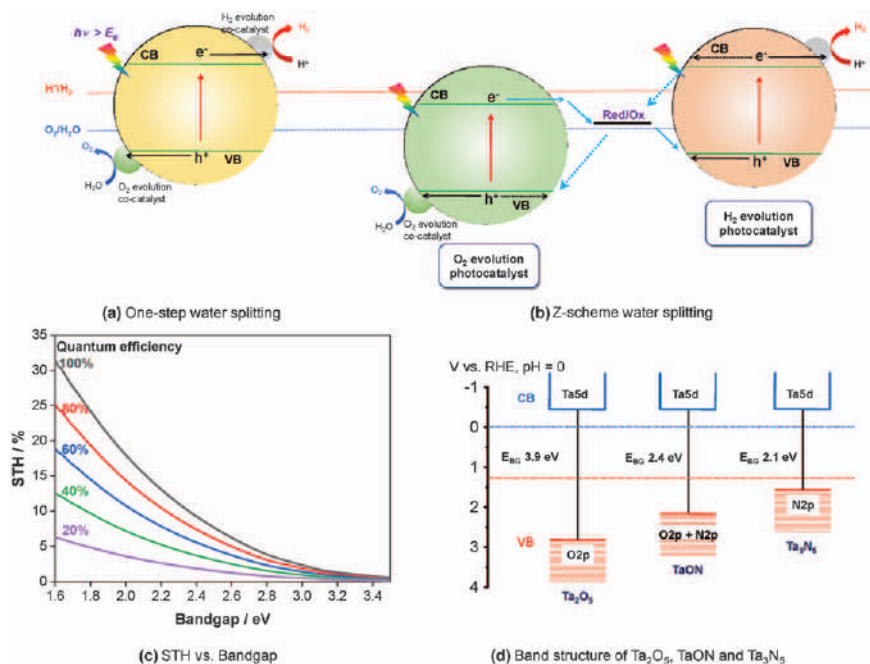 H₂ evolution
co-catalyst
H₂
hν > Eg
CB
e⁻
H⁺
H⁺/H₂
O₂/H₂O
O₂
h⁺
VB
H₂O
O₂ evolution
co-catalyst
CB
e⁻
O₂
h⁺
VB
H₂O
O₂ evolution
co-catalyst
Red/Ox
CB
e⁻
H₂
H⁺
h⁺
VB
O₂ evolution
photocatalyst
H₂ evolution
photocatalyst
(a) One-step water splitting
(b) Z-scheme water splitting
35
30
25
20
15
10
5
0
STH / %
Quantum efficiency
100%
80%
60%
40%
20%
1.6 1.8 2.0 2.2 2.4 2.6 2.8 3.0 3.2 3.4
Bandgap / eV
(c) STH vs. Bandgap
V vs. RHE, pH = 0
-1
0
1
2
3
4
CB
VB
Ta5d
Ta5d
Ta5d
E_BG 3.9 eV
E_BG 2.4 eV
E_BG 2.1 eV
O2p
O2p + N2p
N2p
Ta₂O₅
TaON
Ta₃N₅
(d) Band structure of Ta₂O₅, TaON and Ta₃N₅